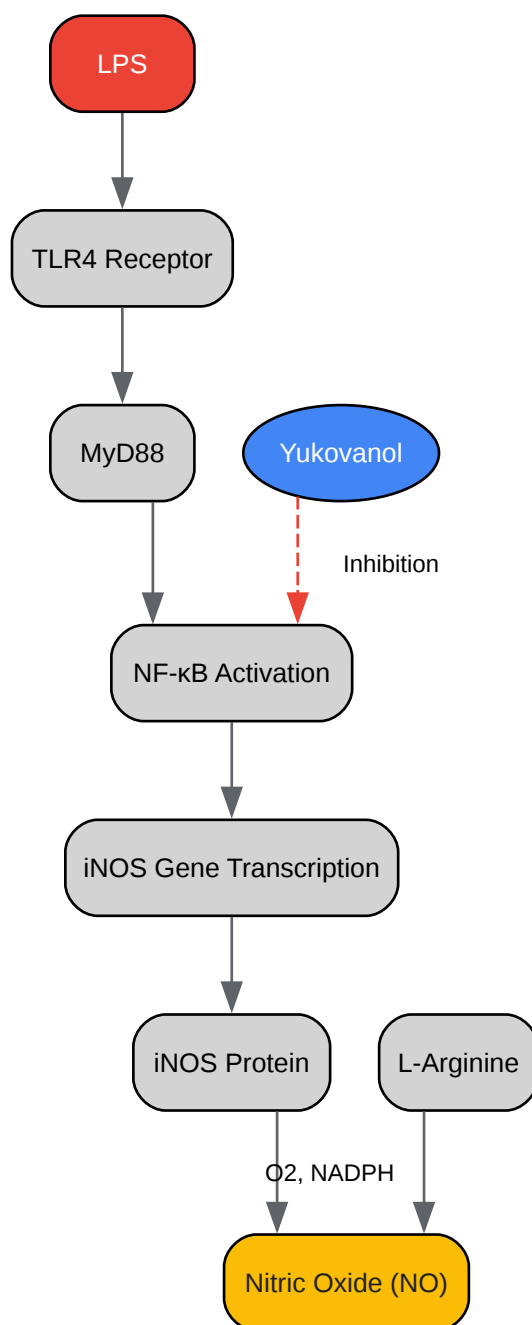 LPS
TLR4 Receptor
MyD88
Yukovanol
Inhibition
NF-κB Activation
iNOS Gene Transcription
iNOS Protein
L-Arginine
O2, NADPH
Nitric Oxide (NO)